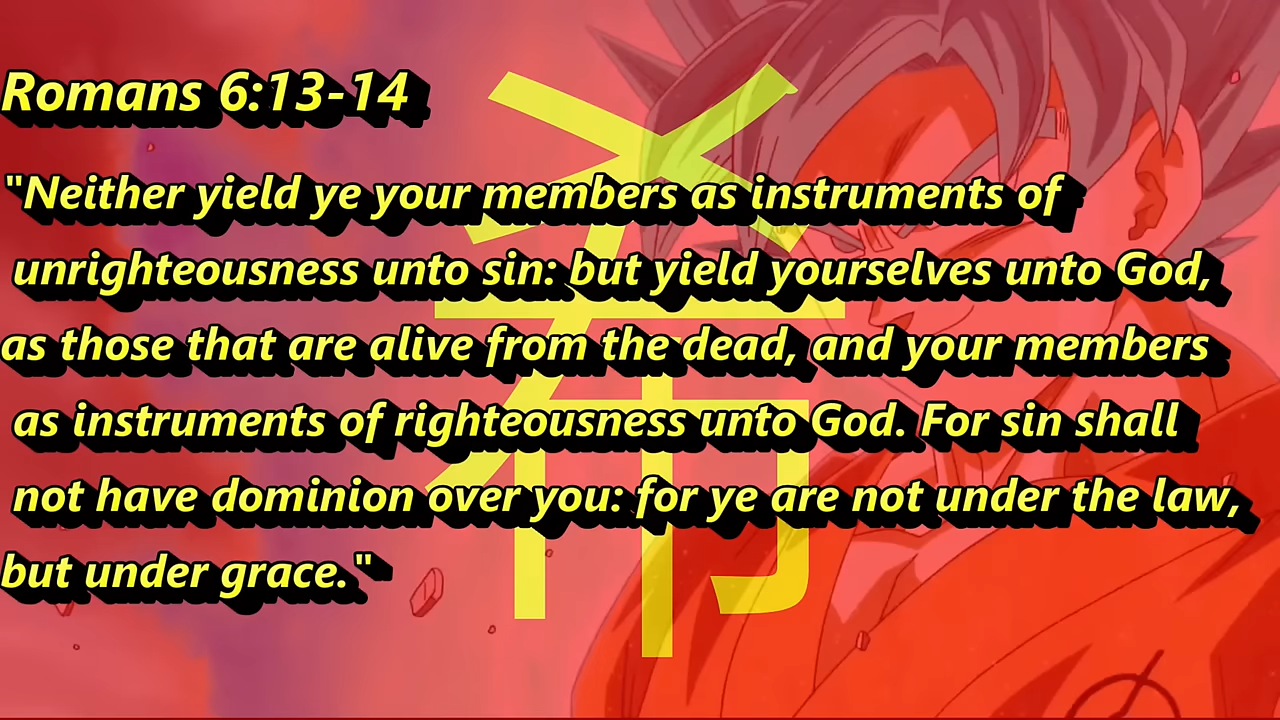 Romans 6:13-14
"Neither yield ye your members as instruments of
unrighteousness unto sin: but yield yourselves unto God,
as those that are alive from the dead, and your members
as instruments of righteousness unto God. For sin shall
not have dominion over you: for ye are not under the law,
but under grace."
希